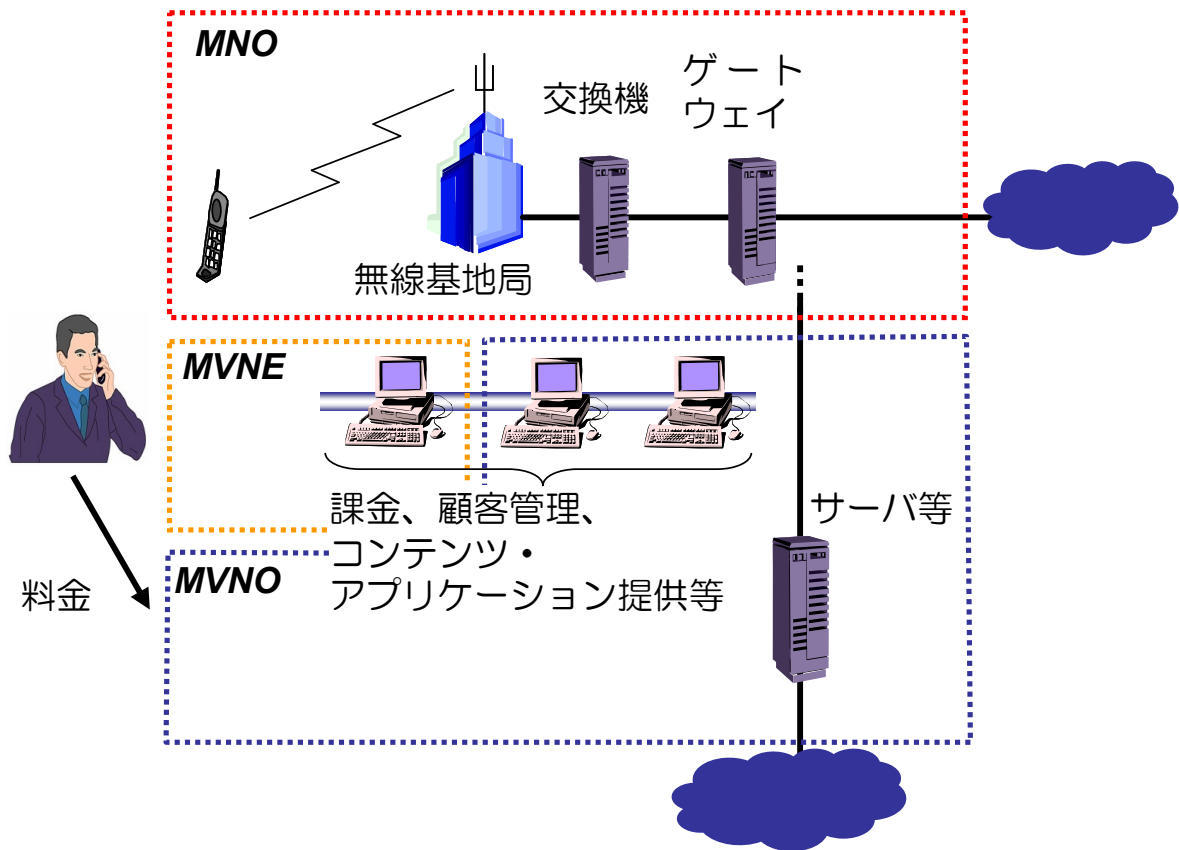 MNO
交換機
ゲート
ウェイ
無線基地局
MVNE
課金、顧客管理、
コンテンツ・
アプリケーション提供等
サーバ等
MVNO
料金